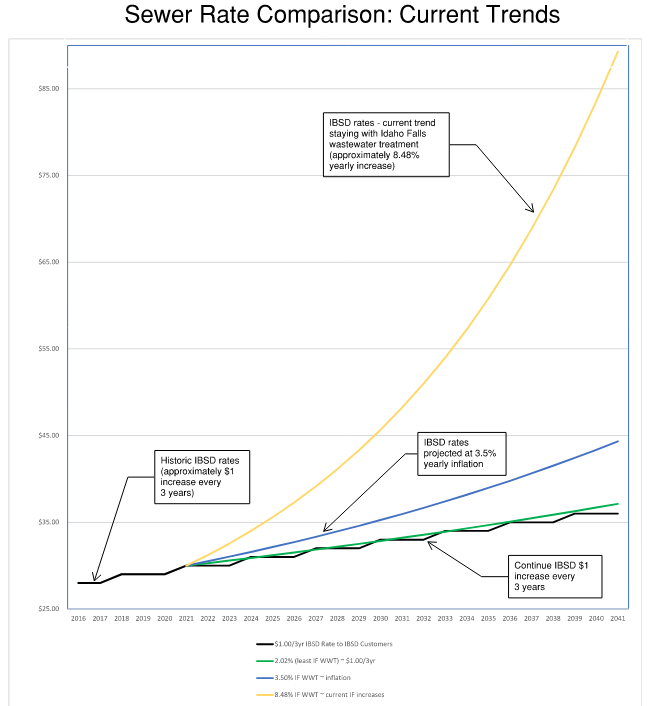 Sewer Rate Comparison: Current Trends
$85.00
IBSD rates - current trend
staying with Idaho Falls
wastewater treatment
(approximately 8.48%
yearly increase)
$75.00
$65.00
$55.00
$45.00
IBSD rates
projected at 3.5%
yearly inflation
Historic IBSD rates
(approximately $1
increase every
3 years)
$35.00
Continue IBSD $1
increase every
3 years
$25.00
2016 2017 2018 2019 2020 2021 2022 2023 2024 2025 2026 2027 2028 2029 2030 2031 2032 2033 2034 2035 2036 2037 2038 2039 2040 2041
$1.00/3yr IBSD Rate to IBSD Customers
2.02% (least IF WWT) ~ $1.00/3yr
3.50% IF WWT ~ inflation
8.48% IF WWT ~ current IF increases